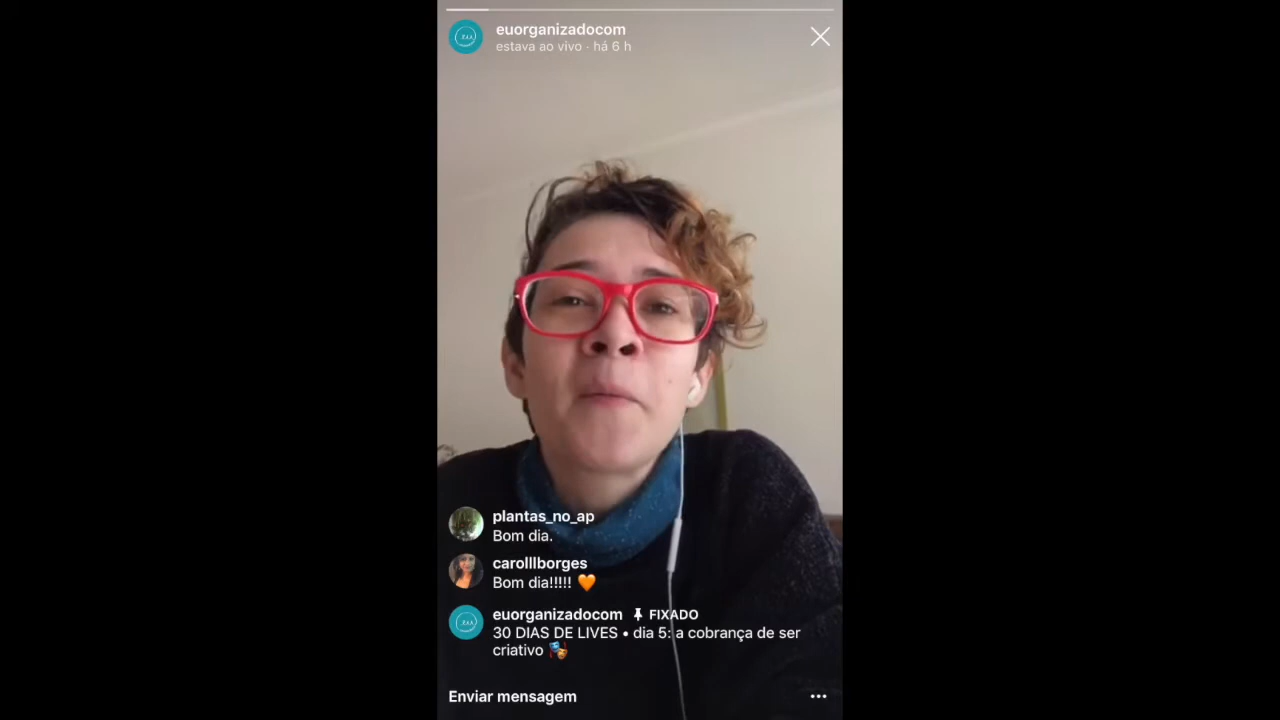 euorganizadocom
estava ao vivo · há 6 h
plantas_no_ap
Bom dia.
carolllborges
Bom dia!!!!! 🧡
euorganizadocom FIXADO
30 DIAS DE LIVES • dia 5: a cobrança de ser
criativo 🎭
Enviar mensagem